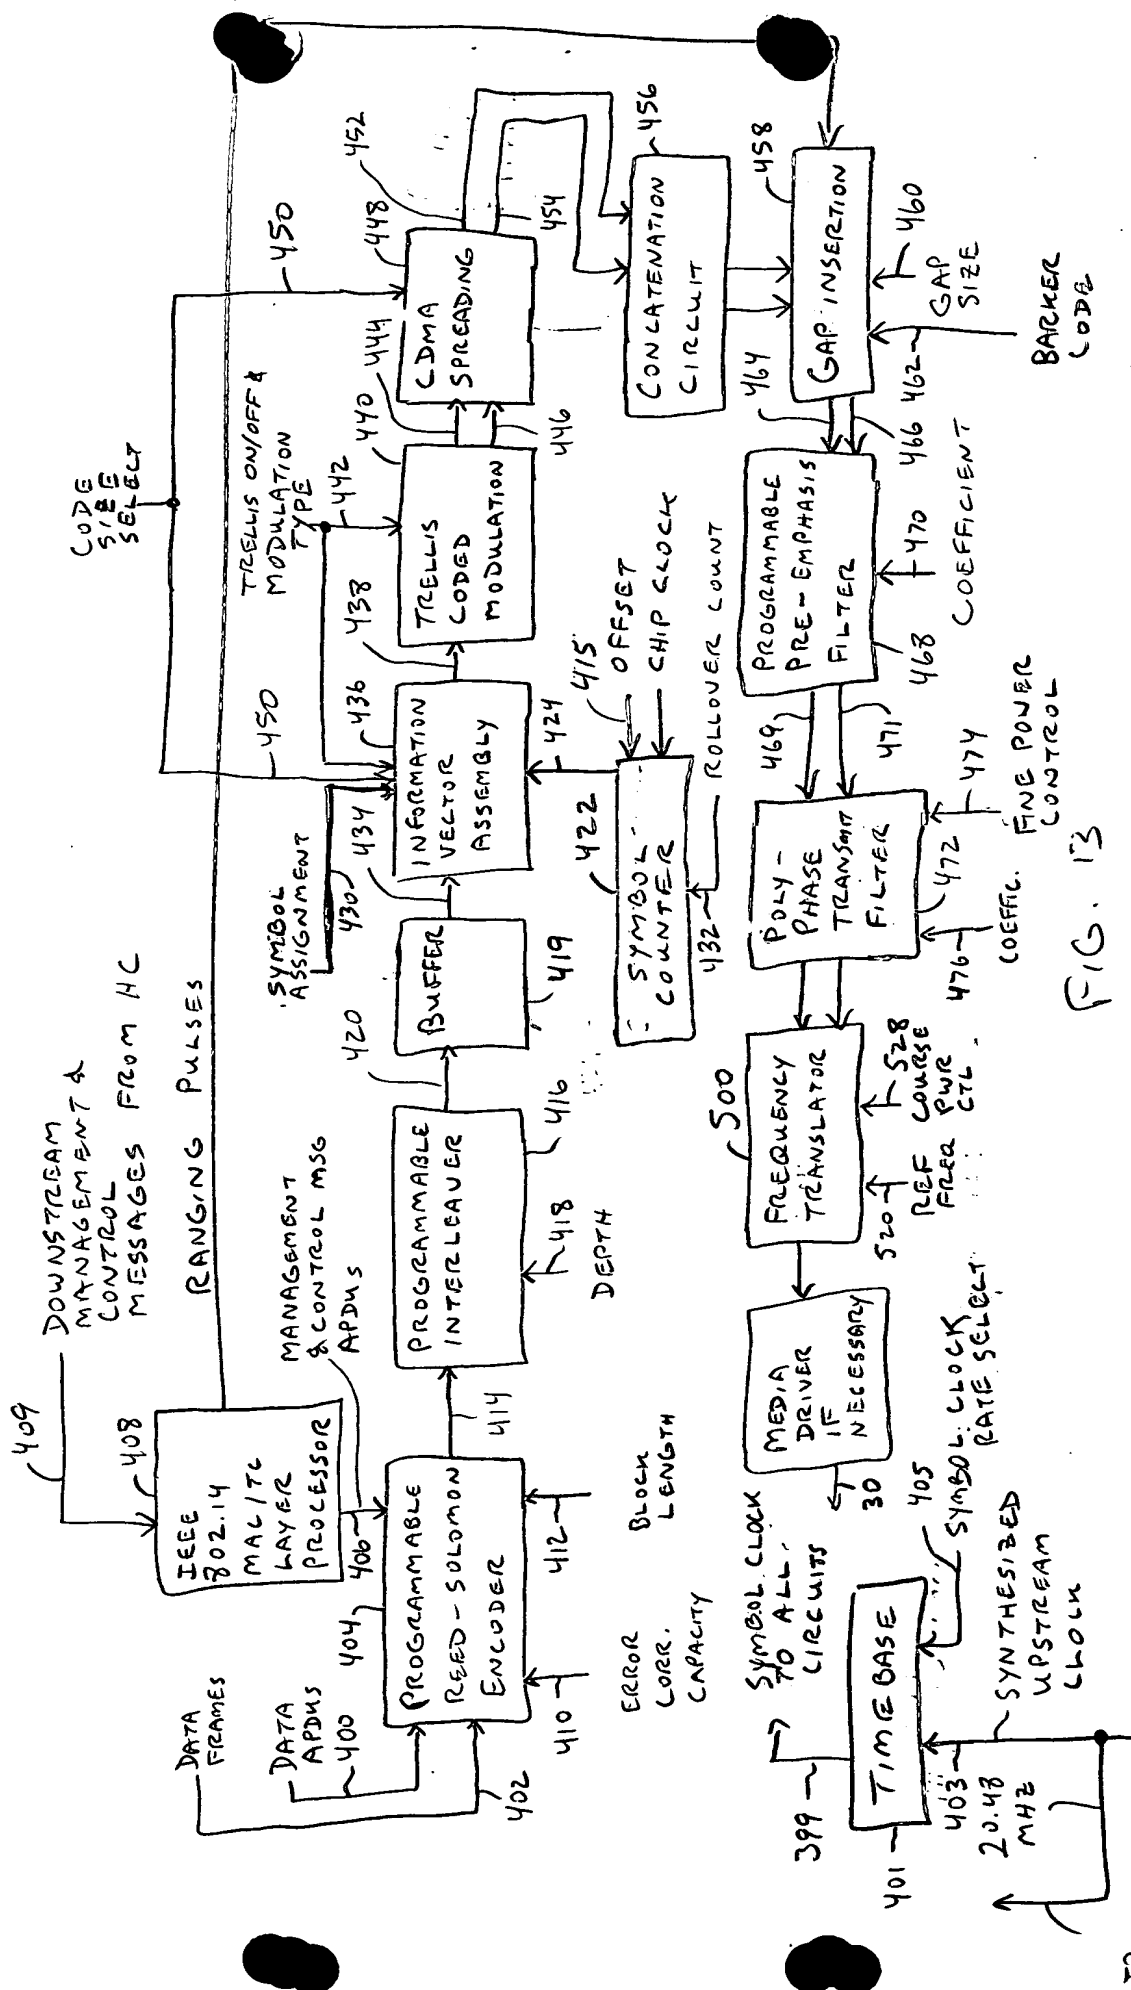 409
DOWNSTREAM
MANAGEMENT &
CONTROL
MESSAGES FROM HC
408
IEEE
802.14
MAC/TC
LAYER
PROCESSOR
RANGING PULSES
406
MANAGEMENT
& CONTROL MSG
APDUS
DATA
FRAMES
DATA
APDUS
400
402
404
PROGRAMMABLE
REED-SOLOMON
ENCODER
410
ERROR
CORR.
CAPACITY
412
BLOCK
LENGTH
414
PROGRAMMABLE
INTERLEAVER
416
418
DEPTH
420
BUFFER
419
434
SYMBOL
ASSIGNMENT
430
INFORMATION
VECTOR
ASSEMBLY
436
450
CODE
SIZE
SELECT
TRELLIS ON/OFF &
MODULATION
TYPE
442
438
TRELLIS
CODED
MODULATION
440
444
446
CDMA
SPREADING
448
450
452
454
CONCATENATION
CIRCUIT
456
424
422
SYMBOL
COUNTER
415
OFFSET
CHIP CLOCK
432
ROLLOVER COUNT
GAP INSERTION
458
460
GAP
SIZE
462
BARKER
CODE
464
466
PROGRAMMABLE
PRE-EMPHASIS
FILTER
468
470
COEFFICIENT
469
471
POLY-
PHASE
TRANSMIT
FILTER
472
474
FINE POWER
CONTROL
476
COEFFIC.
500
FREQUENCY
TRANSLATOR
520
REF
FREQ
528
COURSE
PWR
CTL
MEDIA
DRIVER
IF
NECESSARY
30
SYMBOL CLOCK
TO ALL
CIRCUITS
399
TIMEBASE
401
405
SYMBOL CLOCK
RATE SELECT
403
20.48
MHZ
SYNTHESIZED
UPSTREAM
CLOCK
FIG. 13